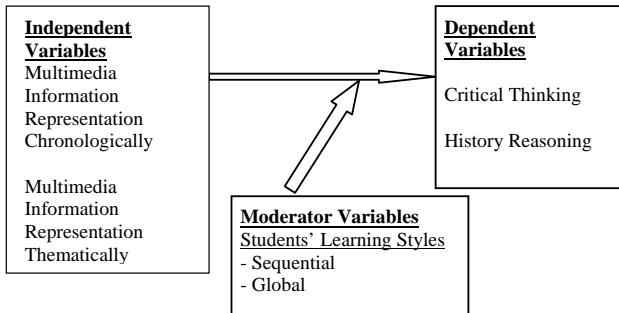 Independent
Variables
Multimedia
Information
Representation
Chronologically
Multimedia
Information
Representation
Thematically
Dependent
Variables
Critical Thinking
History Reasoning
Moderator Variables
Students' Learning Styles
- Sequential
- Global